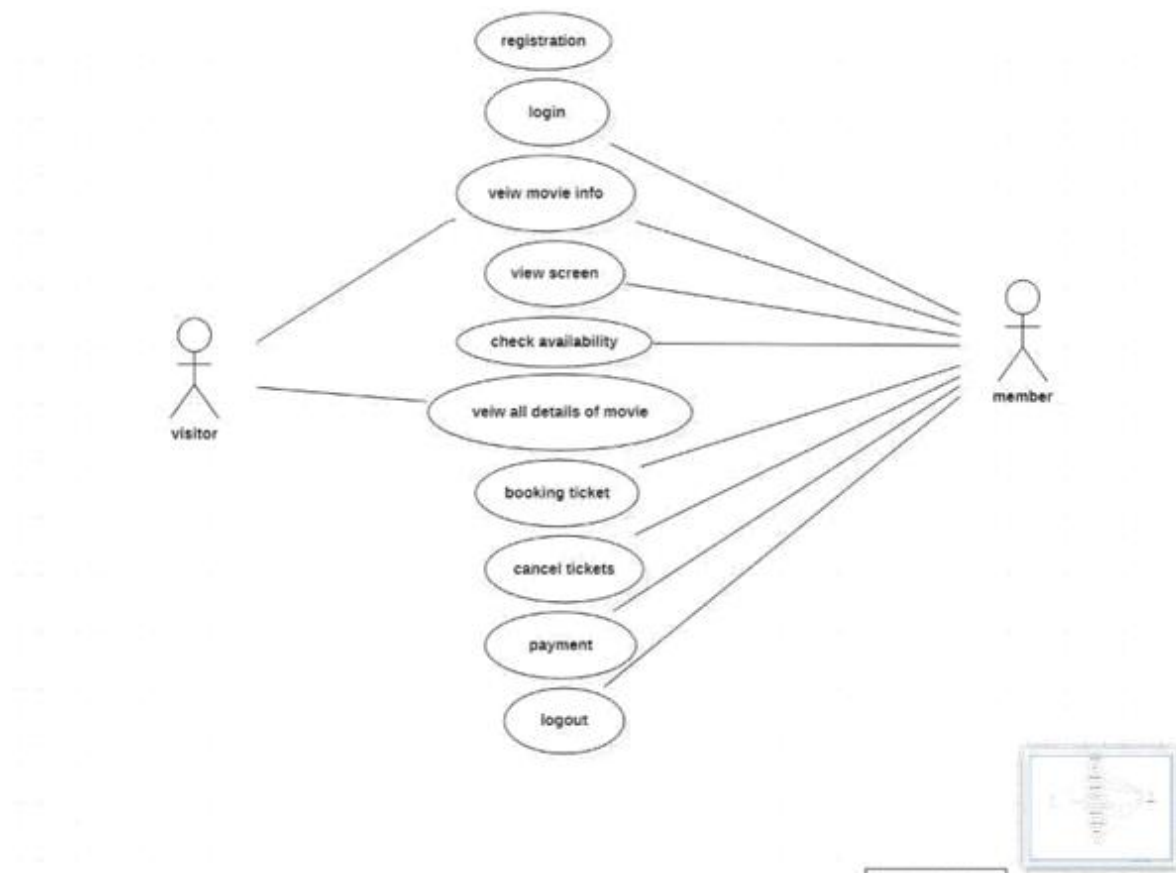 registration
login
veiw movie info
view screen
check availability
veiw all details of movie
booking ticket
cancel tickets
payment
logout
visitor
member